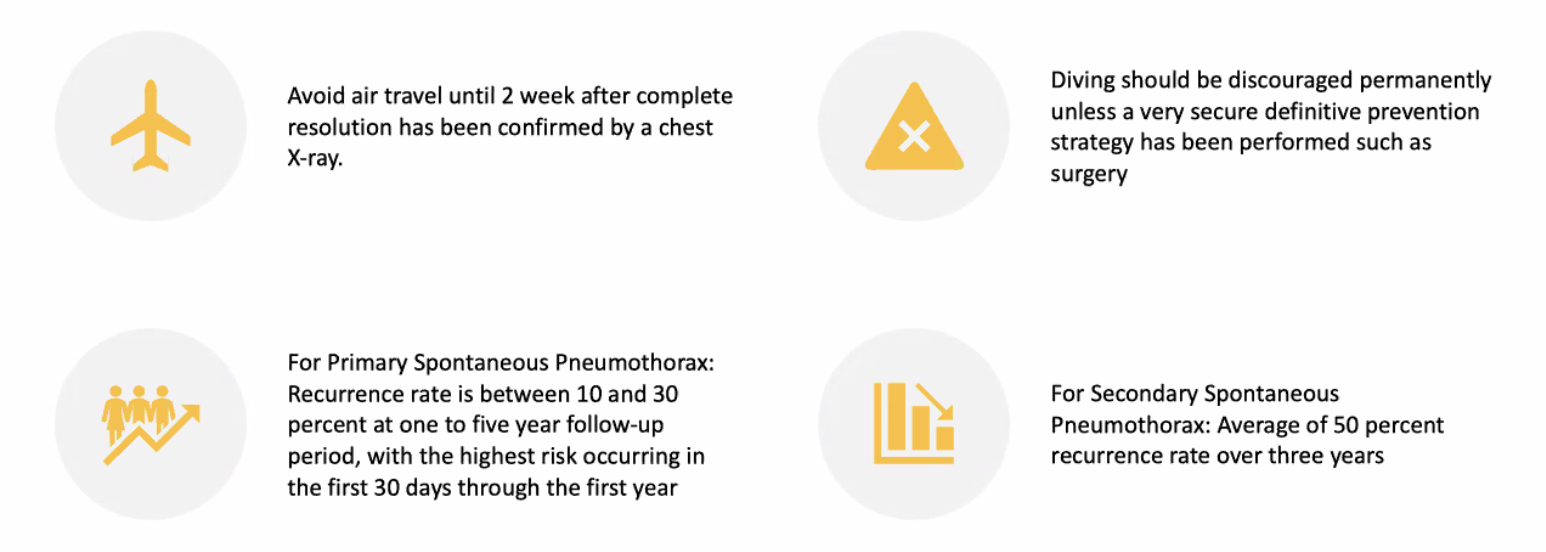 Avoid air travel until 2 week after complete
resolution has been confirmed by a chest
X-ray.
Diving should be discouraged permanently
unless a very secure definitive prevention
strategy has been performed such as
surgery
For Primary Spontaneous Pneumothorax:
Recurrence rate is between 10 and 30
percent at one to five year follow-up
period, with the highest risk occurring in
the first 30 days through the first year
For Secondary Spontaneous
Pneumothorax: Average of 50 percent
recurrence rate over three years